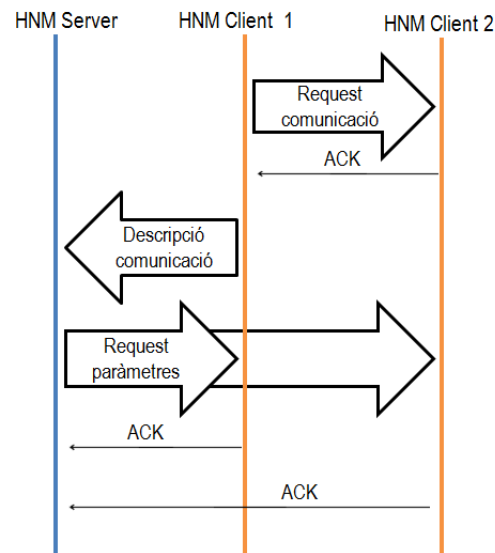 HNM Server
HNM Client 1
HNM Client 2
Request
comunicació
ACK
Descripció
comunicació
Request
paràmetres
ACK
ACK